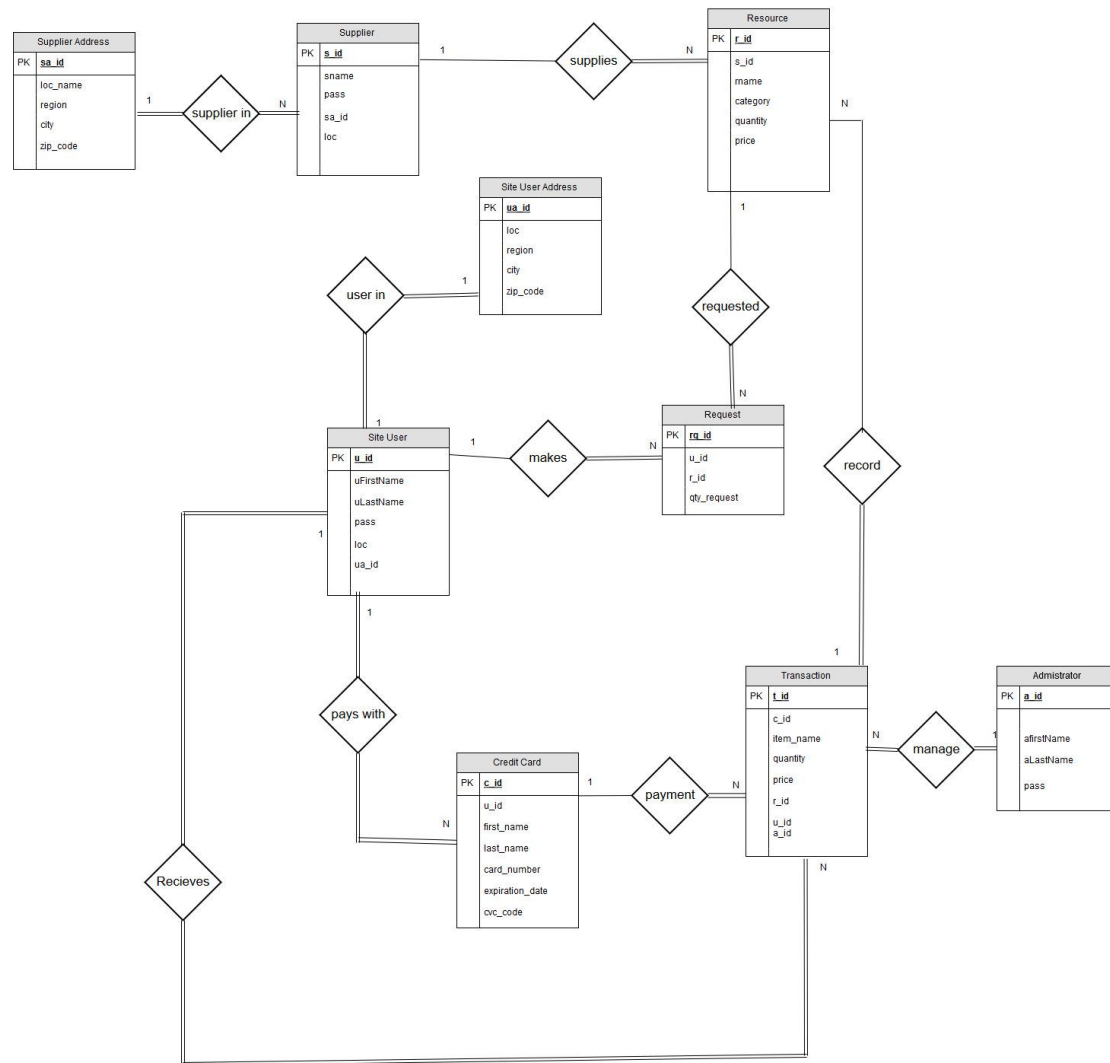 Supplier Address
PK sa_id
loc_name
region
city
zip_code
1
supplier in
N
Supplier
PK s_id
sname
pass
sa_id
loc
1
supplies
N
Resource
PK r_id
s_id
rname
category
quantity
price
N
1
Site User Address
PK ua_id
loc
region
city
zip_code
1
user in
1
requested
N
Request
PK rq_id
u_id
r_id
qty_request
Site User
PK u_id
uFirstName
uLastName
pass
loc
ua_id
1
makes
N
record
1
1
1
pays with
N
Transaction
PK t_id
c_id
item_name
quantity
price
r_id
u_id
a_id
N
manage
1
Admistrator
PK a_id
afirstName
aLastName
pass
Credit Card
PK c_id
u_id
first_name
last_name
card_number
expiration_date
cvc_code
1
payment
N
Recieves
N